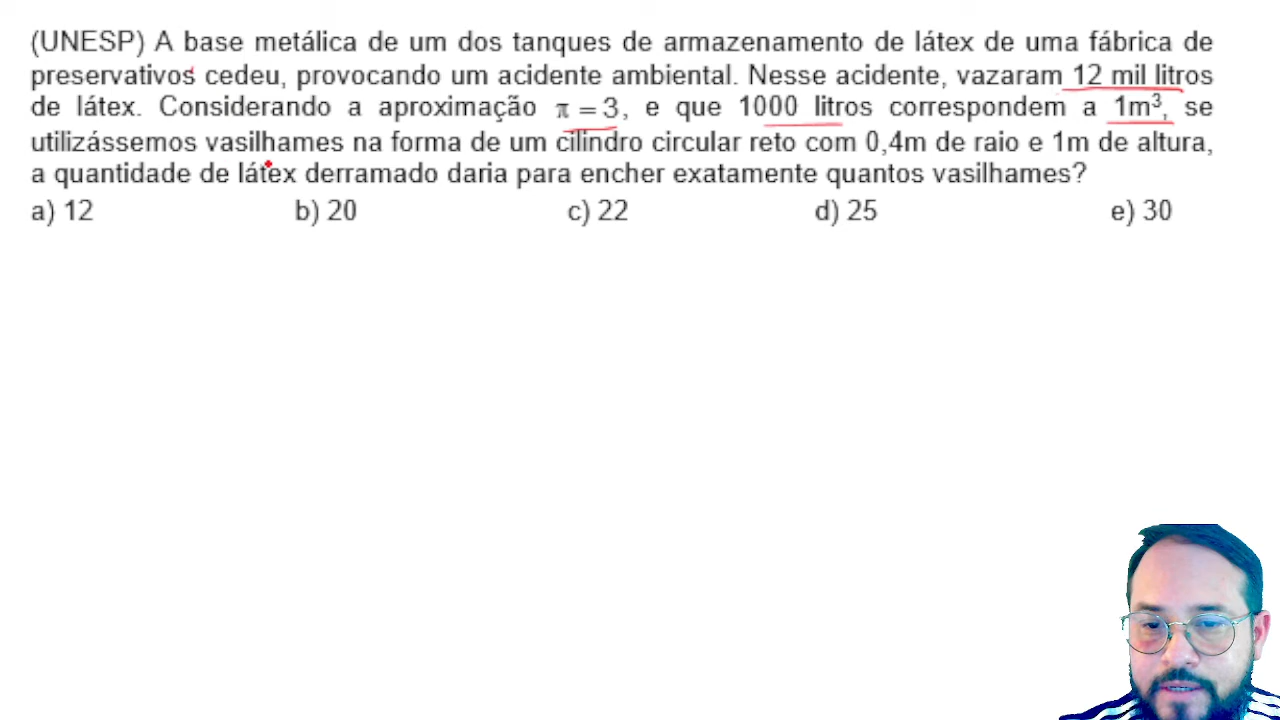 (UNESP) A base metálica de um dos tanques de armazenamento de látex de uma fábrica de
preservativos cedeu, provocando um acidente ambiental. Nesse acidente, vazaram 12 mil litros
de látex. Considerando a aproximação π = 3, e que 1000 litros correspondem a 1m³, se
utilizássemos vasilhames na forma de um cilindro circular reto com 0,4m de raio e 1m de altura,
a quantidade de látex derramado daria para encher exatamente quantos vasilhames?
a) 12 b) 20 c) 22 d) 25 e) 30